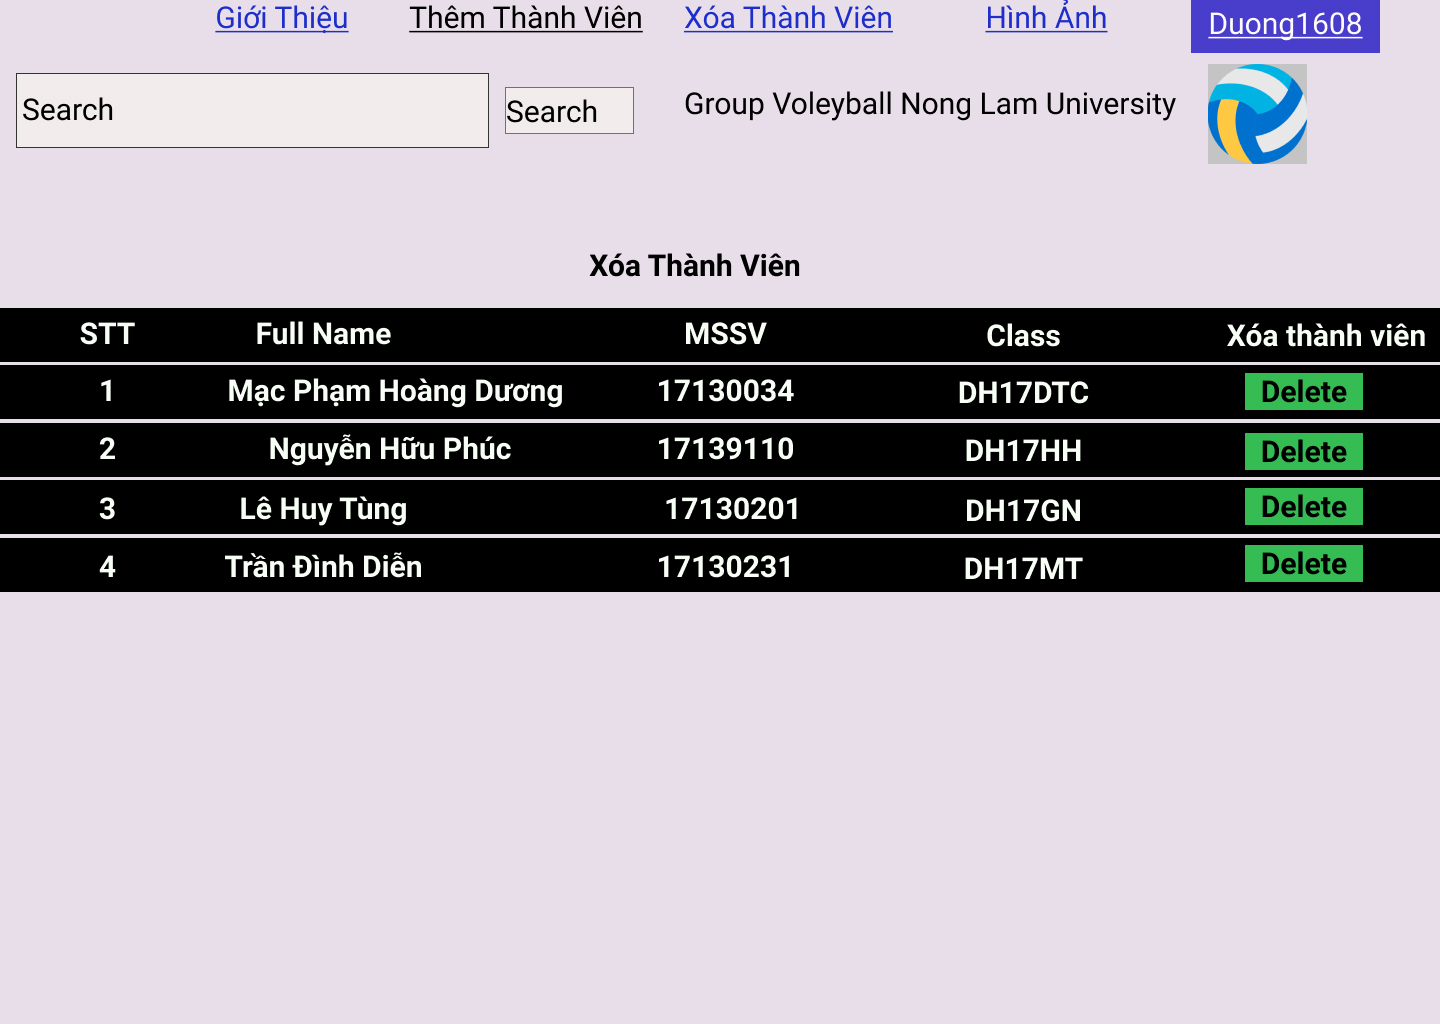 Giới Thiệu Thêm Thành Viên Xóa Thành Viên Hình Ảnh Duong1608
Search Search Group Voleyball Nong Lam University
Xóa Thành Viên
STT Full Name MSSV Class Xóa thành viên
1 Mạc Phạm Hoàng Dương 17130034 DH17DTC Delete
2 Nguyễn Hữu Phúc 17139110 DH17HH Delete
3 Lê Huy Tùng 17130201 DH17GN Delete
4 Trần Đình Diễn 17130231 DH17MT Delete